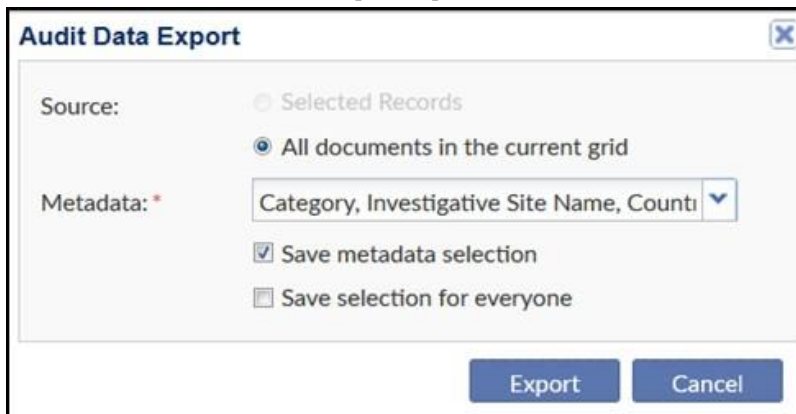 Audit Data Export
Source:
Selected Records
All documents in the current grid
Metadata: *
Category, Investigative Site Name, Count
Save metadata selection
Save selection for everyone
Export
Cancel